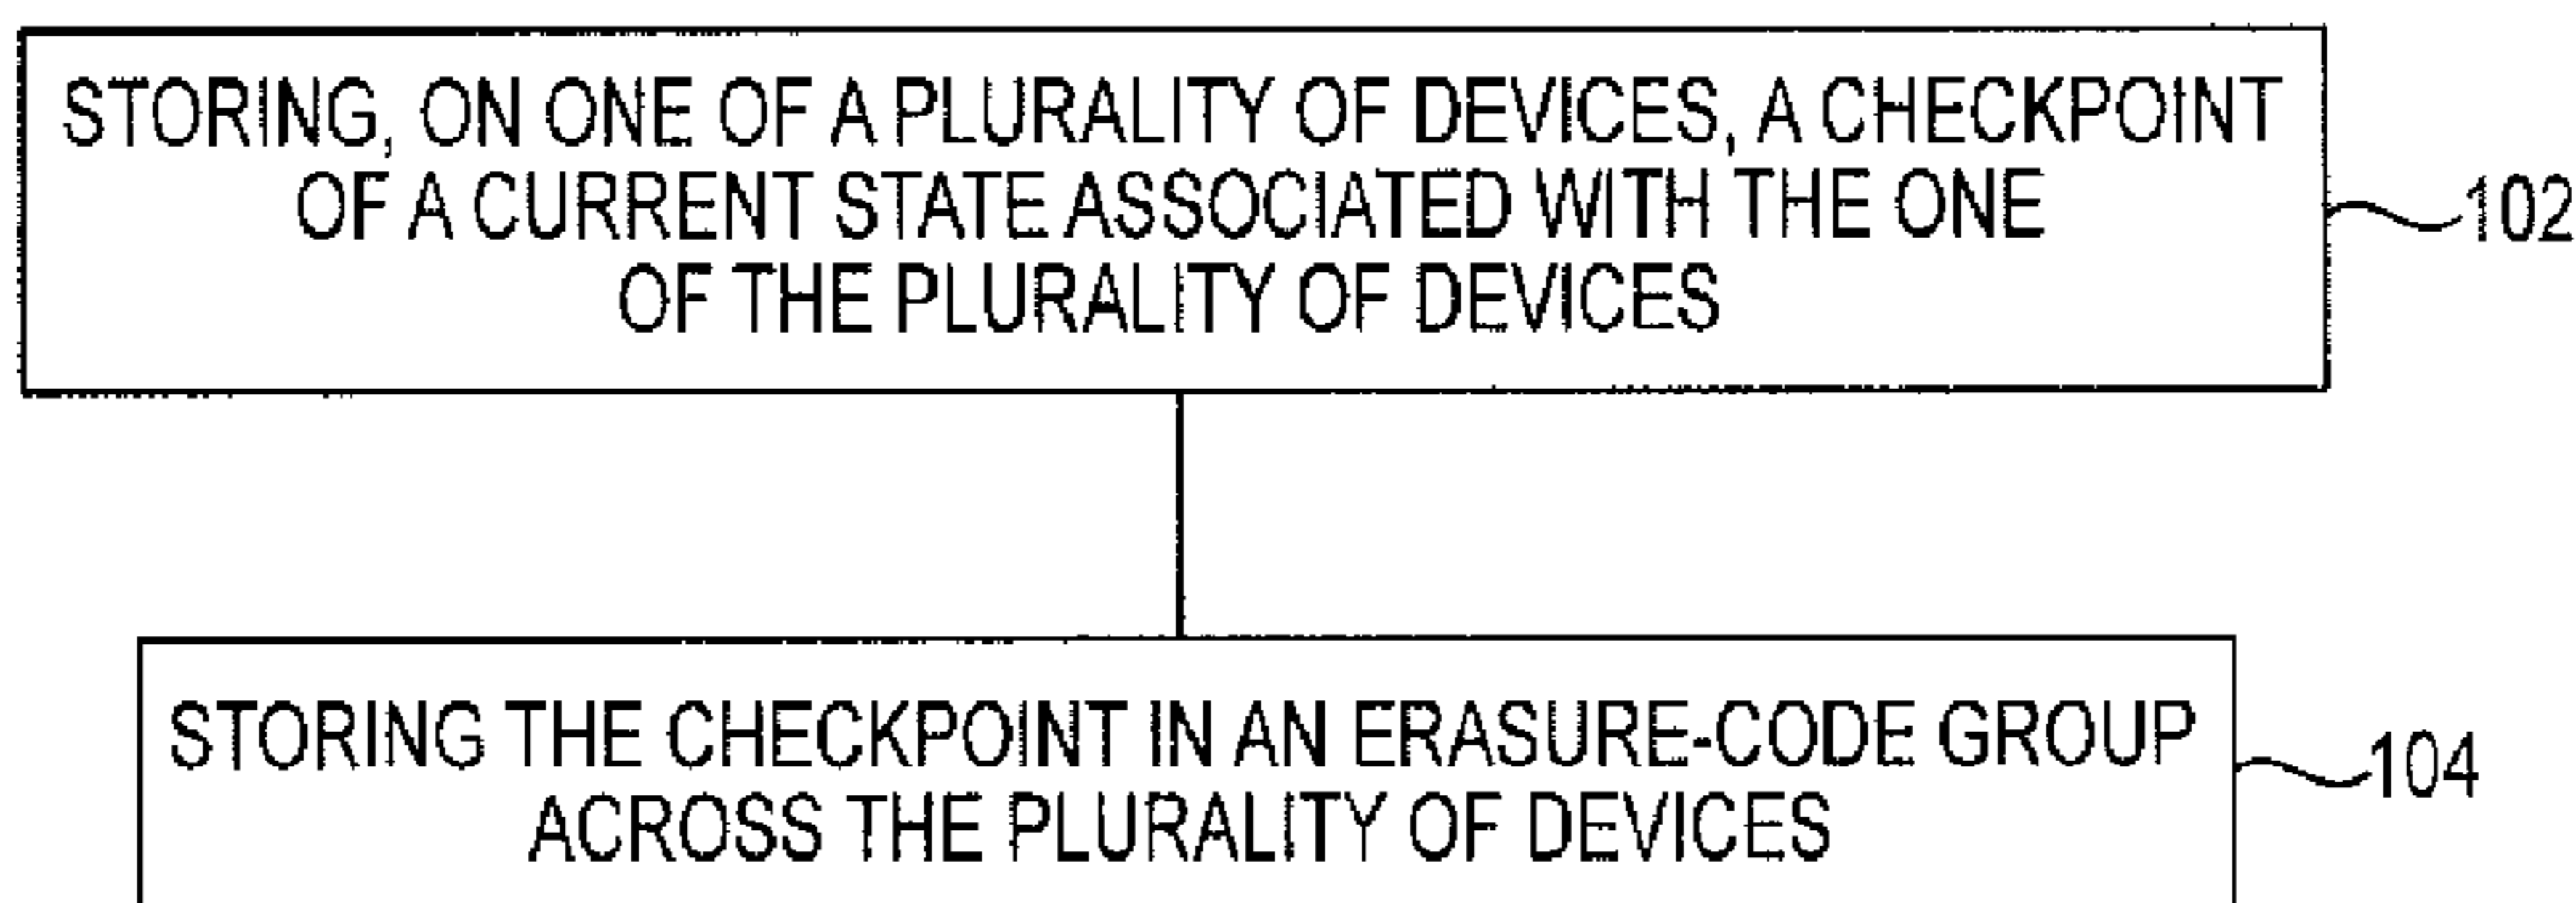 STORING, ON ONE OF A PLURALITY OF DEVICES, A CHECKPOINT
OF A CURRENT STATE ASSOCIATED WITH THE ONE
OF THE PLURALITY OF DEVICES
102
STORING THE CHECKPOINT IN AN ERASURE-CODE GROUP
ACROSS THE PLURALITY OF DEVICES
104